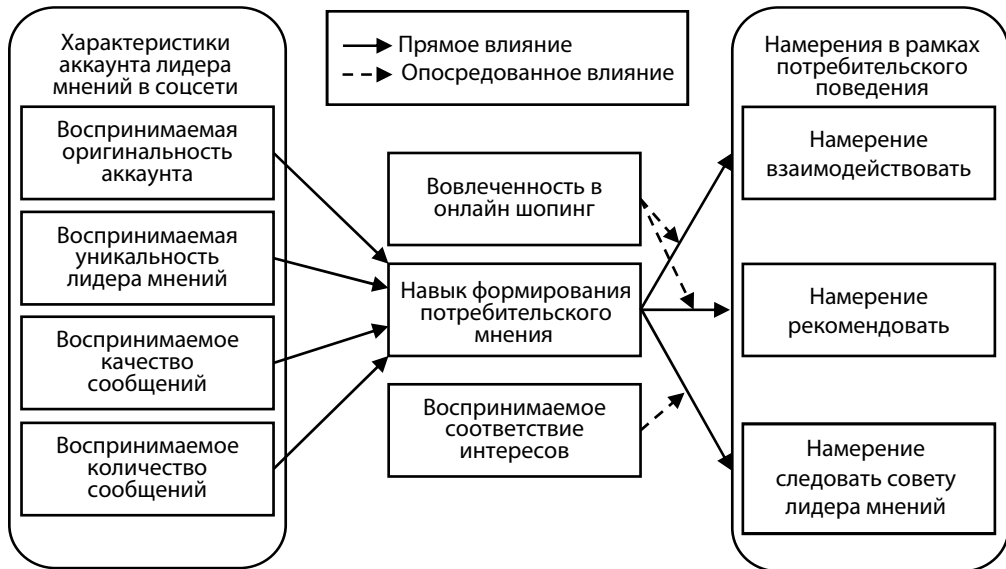 Характеристики
аккаунта лидера
мнений в соцсети
Воспринимаемая
оригинальность
аккаунта
Воспринимаемая
уникальность
лидера мнений
Воспринимаемое
качество
сообщений
Воспринимаемое
количество
сообщений
Прямое влияние
Опосредованное влияние
Вовлеченность в
онлайн шопинг
Навык формирования
потребительского
мнения
Воспринимаемое
соответствие
интересов
Намерения в рамках
потребительского
поведения
Намерение
взаимодействовать
Намерение
рекомендовать
Намерение
следовать совету
лидера мнений